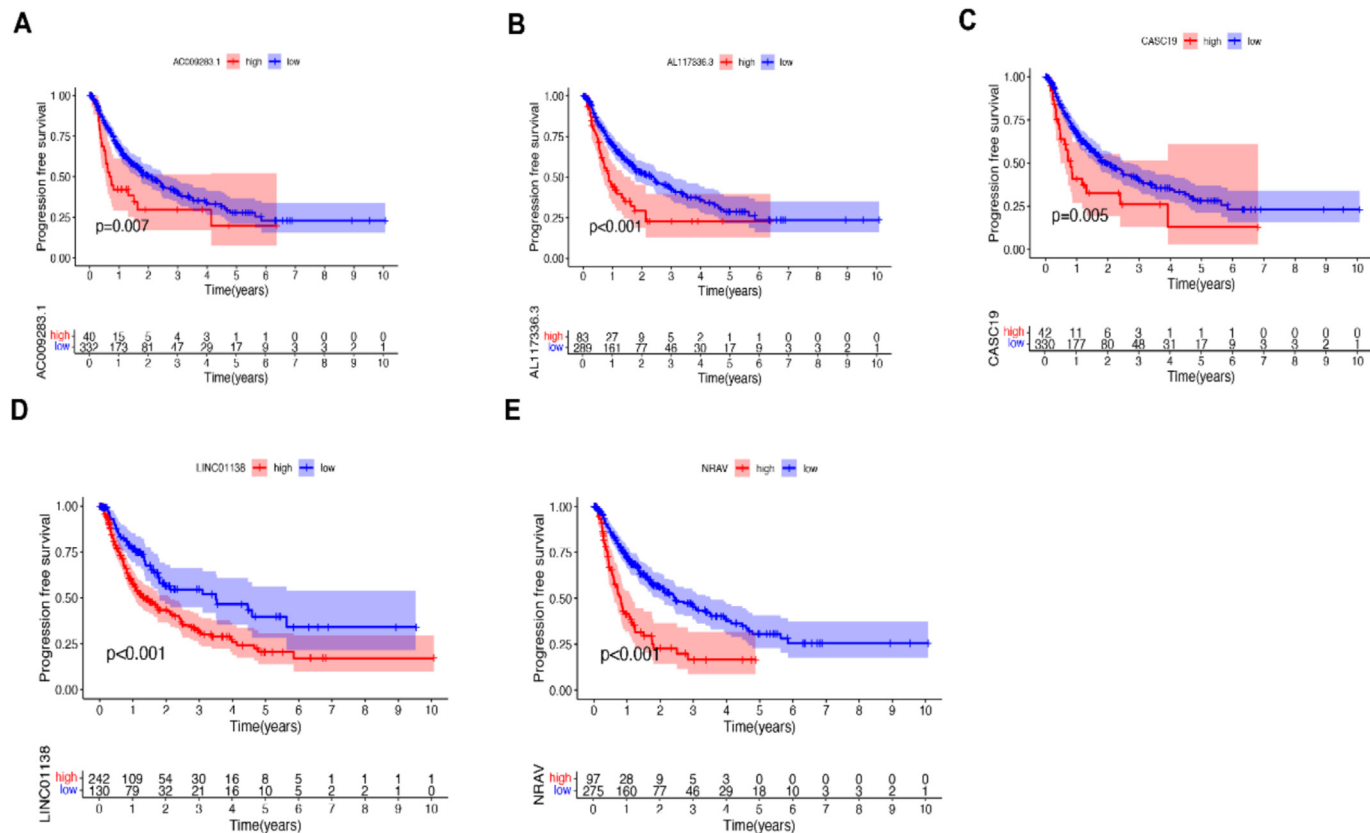 A
AC009283.1 high low
1.00
0.75
0.50
0.25
0.00
Progression free survival
p=0.007
0 1 2 3 4 5 6 7 8 9 10
Time(years)
AC009283.1
high 40 15 5 4 3 1 1 0 0 0 0
low 332 173 81 47 29 17 9 3 3 2 1
0 1 2 3 4 5 6 7 8 9 10
Time(years)
B
AL117336.3 high low
1.00
0.75
0.50
0.25
0.00
Progression free survival
p<0.001
0 1 2 3 4 5 6 7 8 9 10
Time(years)
AL117336.3
high 83 27 9 5 2 1 1 0 0 0 0
low 289 161 77 46 30 17 9 3 3 2 1
0 1 2 3 4 5 6 7 8 9 10
Time(years)
C
CASC19 high low
1.00
0.75
0.50
0.25
0.00
Progression free survival
p=0.005
0 1 2 3 4 5 6 7 8 9 10
Time(years)
CASC19
high 42 11 6 3 1 1 1 0 0 0 0
low 330 177 80 48 31 17 9 3 3 2 1
0 1 2 3 4 5 6 7 8 9 10
Time(years)
D
LINC01138 high low
1.00
0.75
0.50
0.25
0.00
Progression free survival
p<0.001
0 1 2 3 4 5 6 7 8 9 10
Time(years)
LINC01138
high 242 109 54 30 16 8 5 1 1 1 1
low 130 79 32 21 16 10 5 2 2 1 0
0 1 2 3 4 5 6 7 8 9 10
Time(years)
E
NRAV high low
1.00
0.75
0.50
0.25
0.00
Progression free survival
p<0.001
0 1 2 3 4 5 6 7 8 9 10
Time(years)
NRAV
high 97 28 9 5 3 0 0 0 0 0 0
low 275 160 77 46 29 18 10 3 3 2 1
0 1 2 3 4 5 6 7 8 9 10
Time(years)